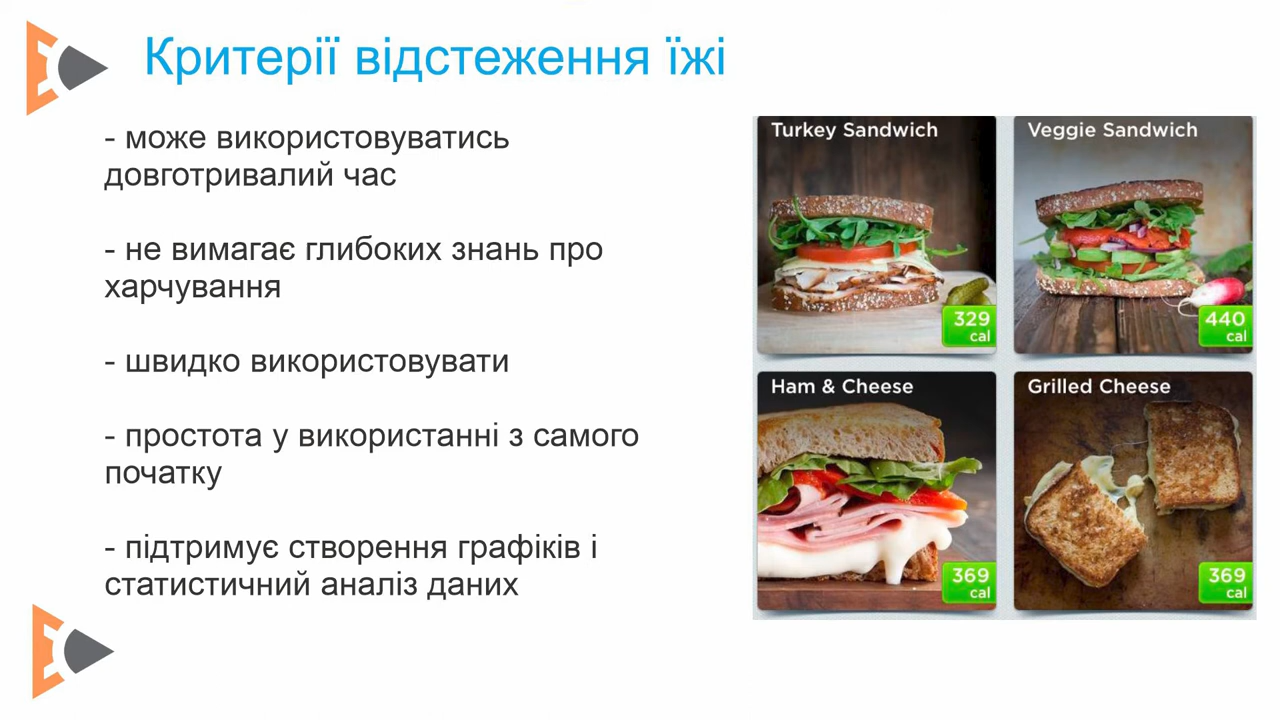 Критерії відстеження їжі
- може використовуватись
довготривалий час
- не вимагає глибоких знань про
харчування
- швидко використовувати
- простота у використанні з самого
початку
- підтримує створення графіків і
статистичний аналіз даних
Turkey Sandwich
329
cal
Veggie Sandwich
440
cal
Ham & Cheese
369
cal
Grilled Cheese
369
cal